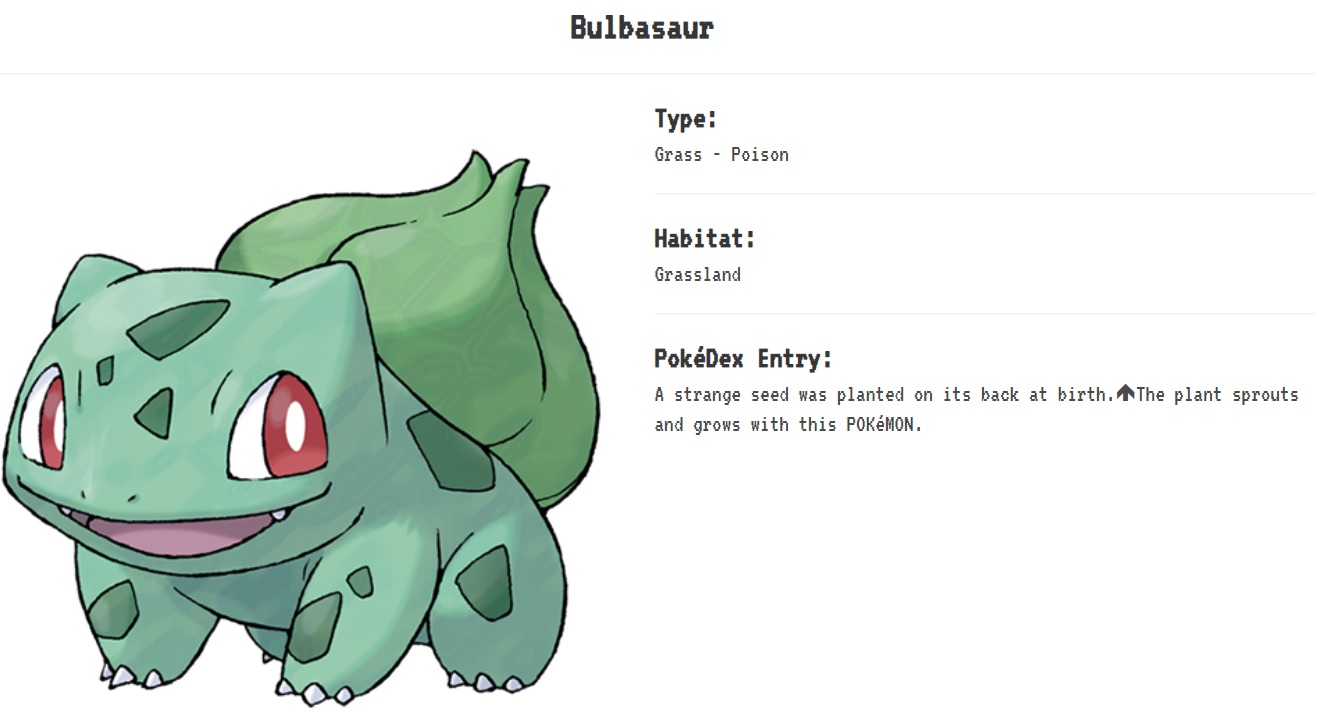 Bulbasaur
Type:
Grass - Poison
Habitat:
Grassland
PokéDex Entry:
A strange seed was planted on its back at birth.🡅The plant sprouts
and grows with this POKéMON.